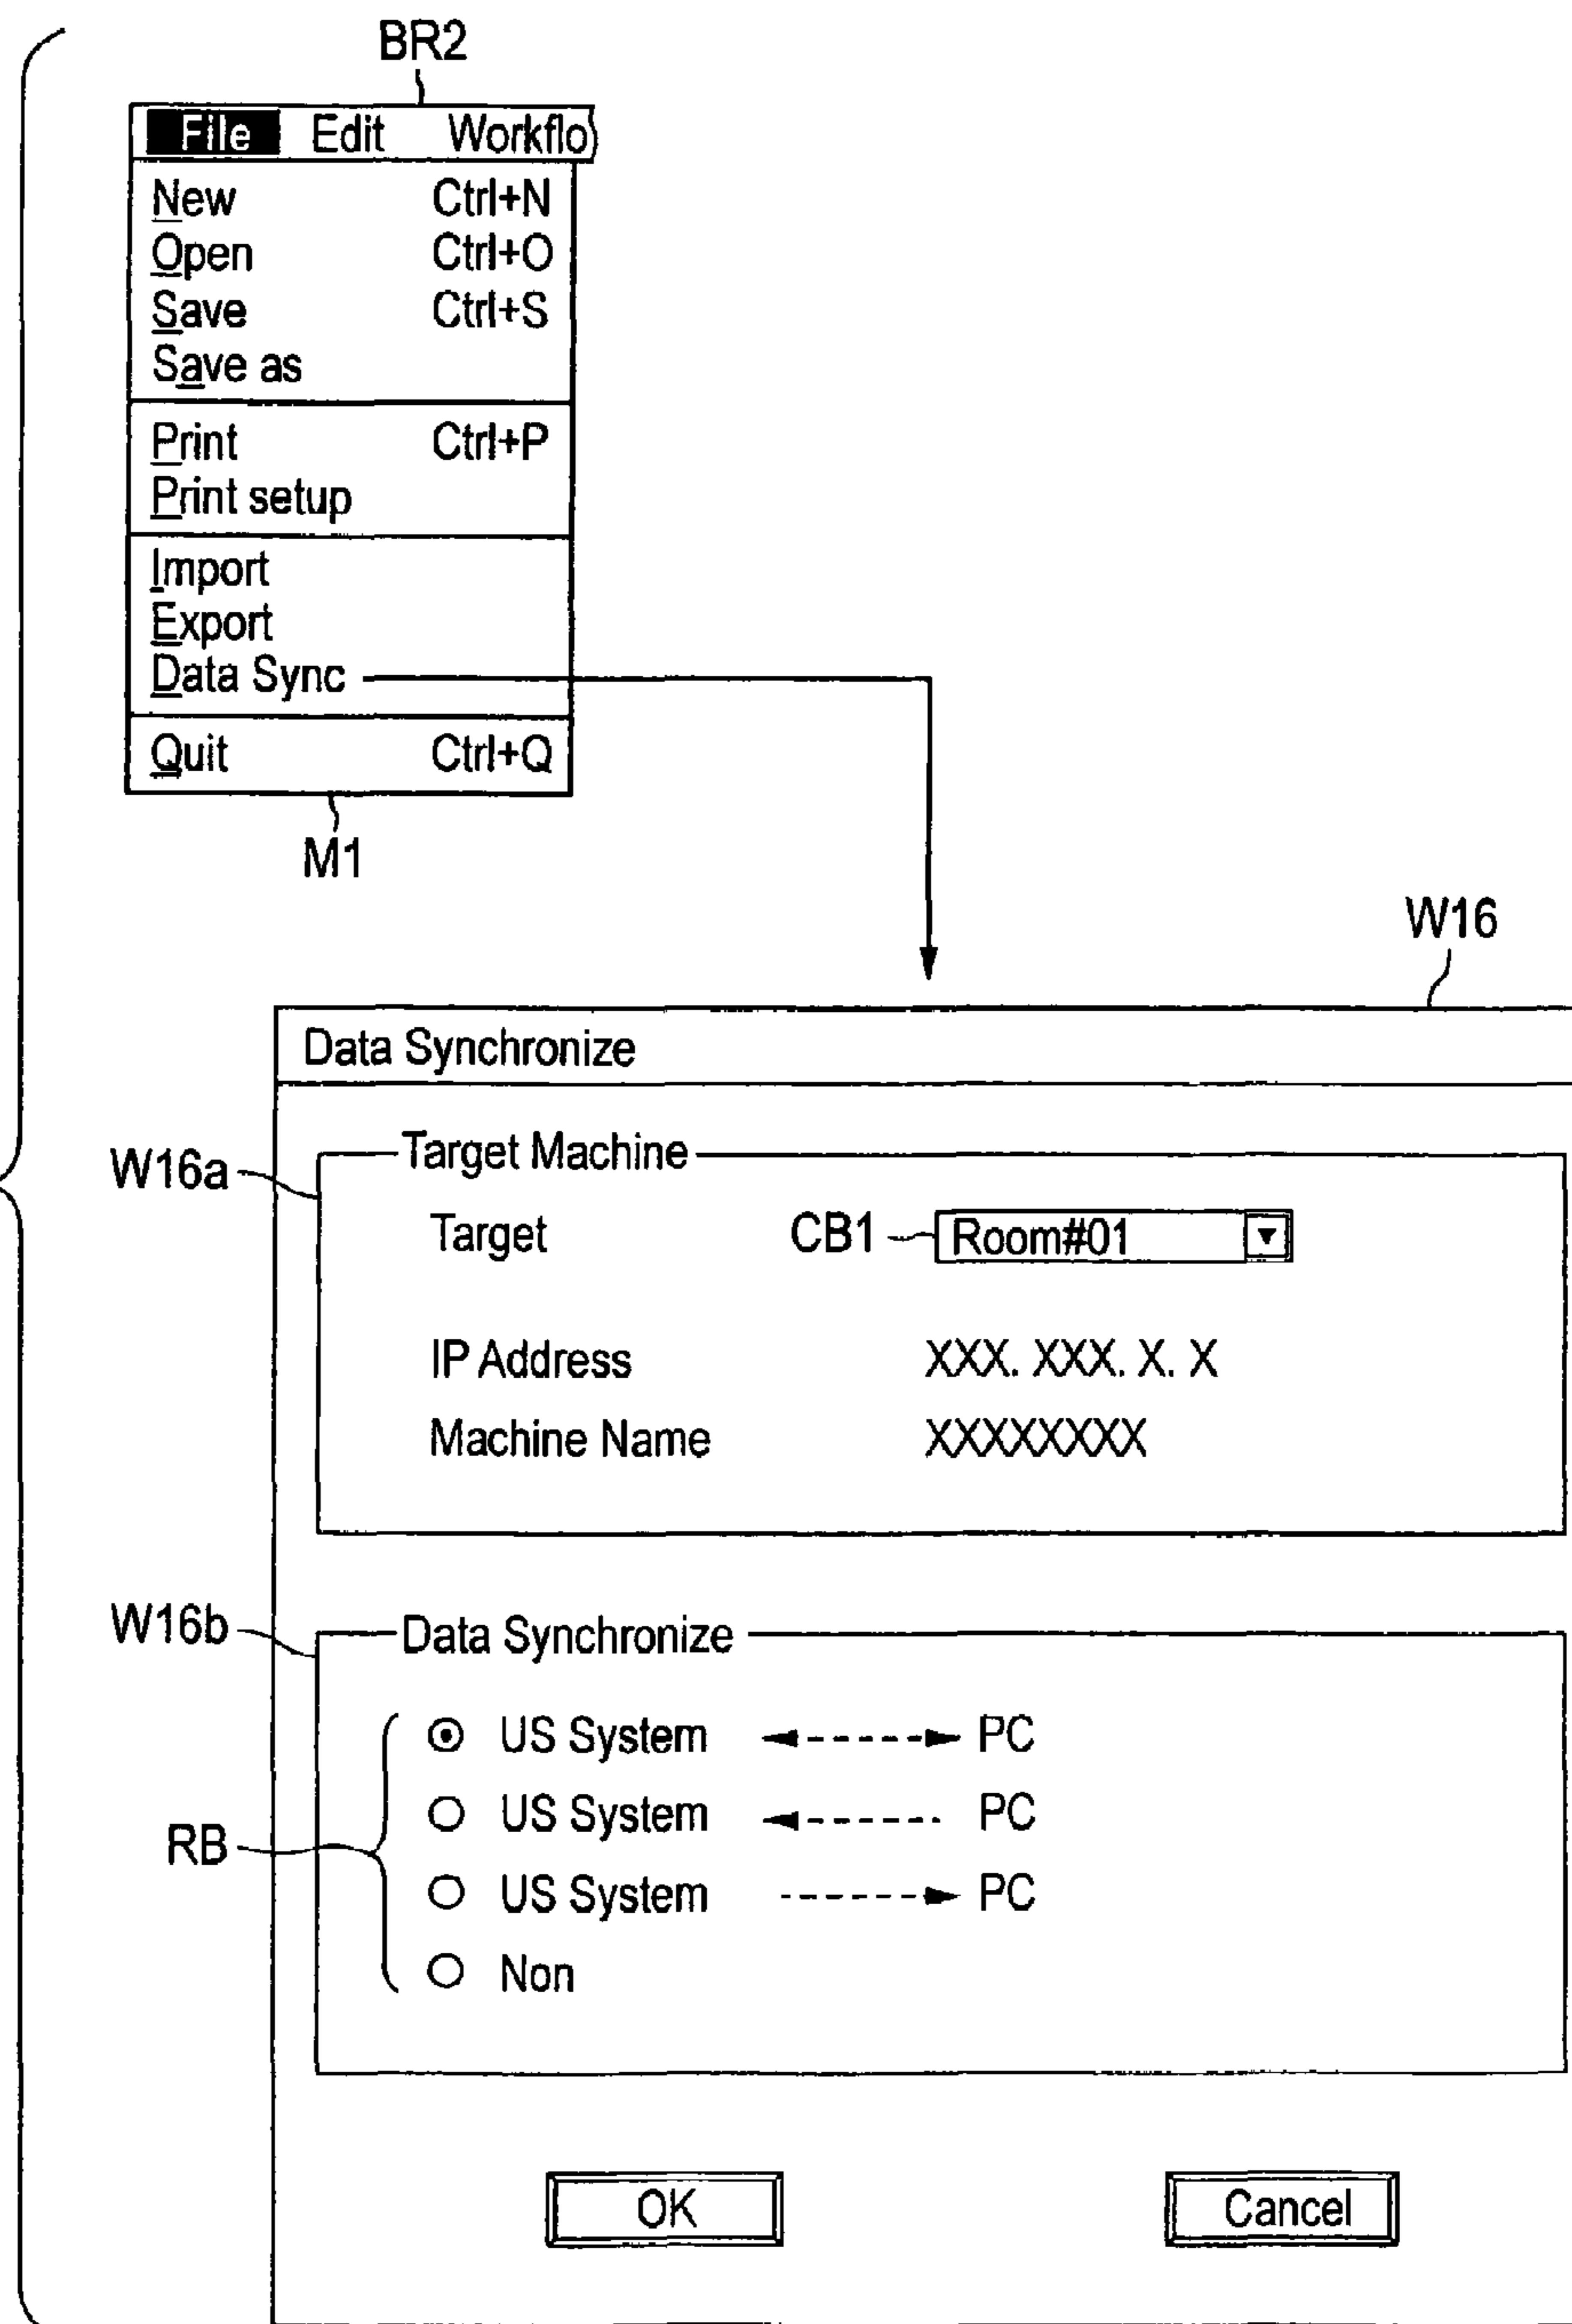 BR2
File Edit Workflo
New Ctrl+N
Open Ctrl+O
Save Ctrl+S
Save as
Print Ctrl+P
Print setup
Import
Export
Data Sync
Quit Ctrl+Q
M1
W16
Data Synchronize
W16a
Target Machine
Target CB1 Room#01
IP Address XXX. XXX. X. X
Machine Name XXXXXXXX
W16b
Data Synchronize
US System PC
US System PC
RB
US System PC
Non
OK Cancel